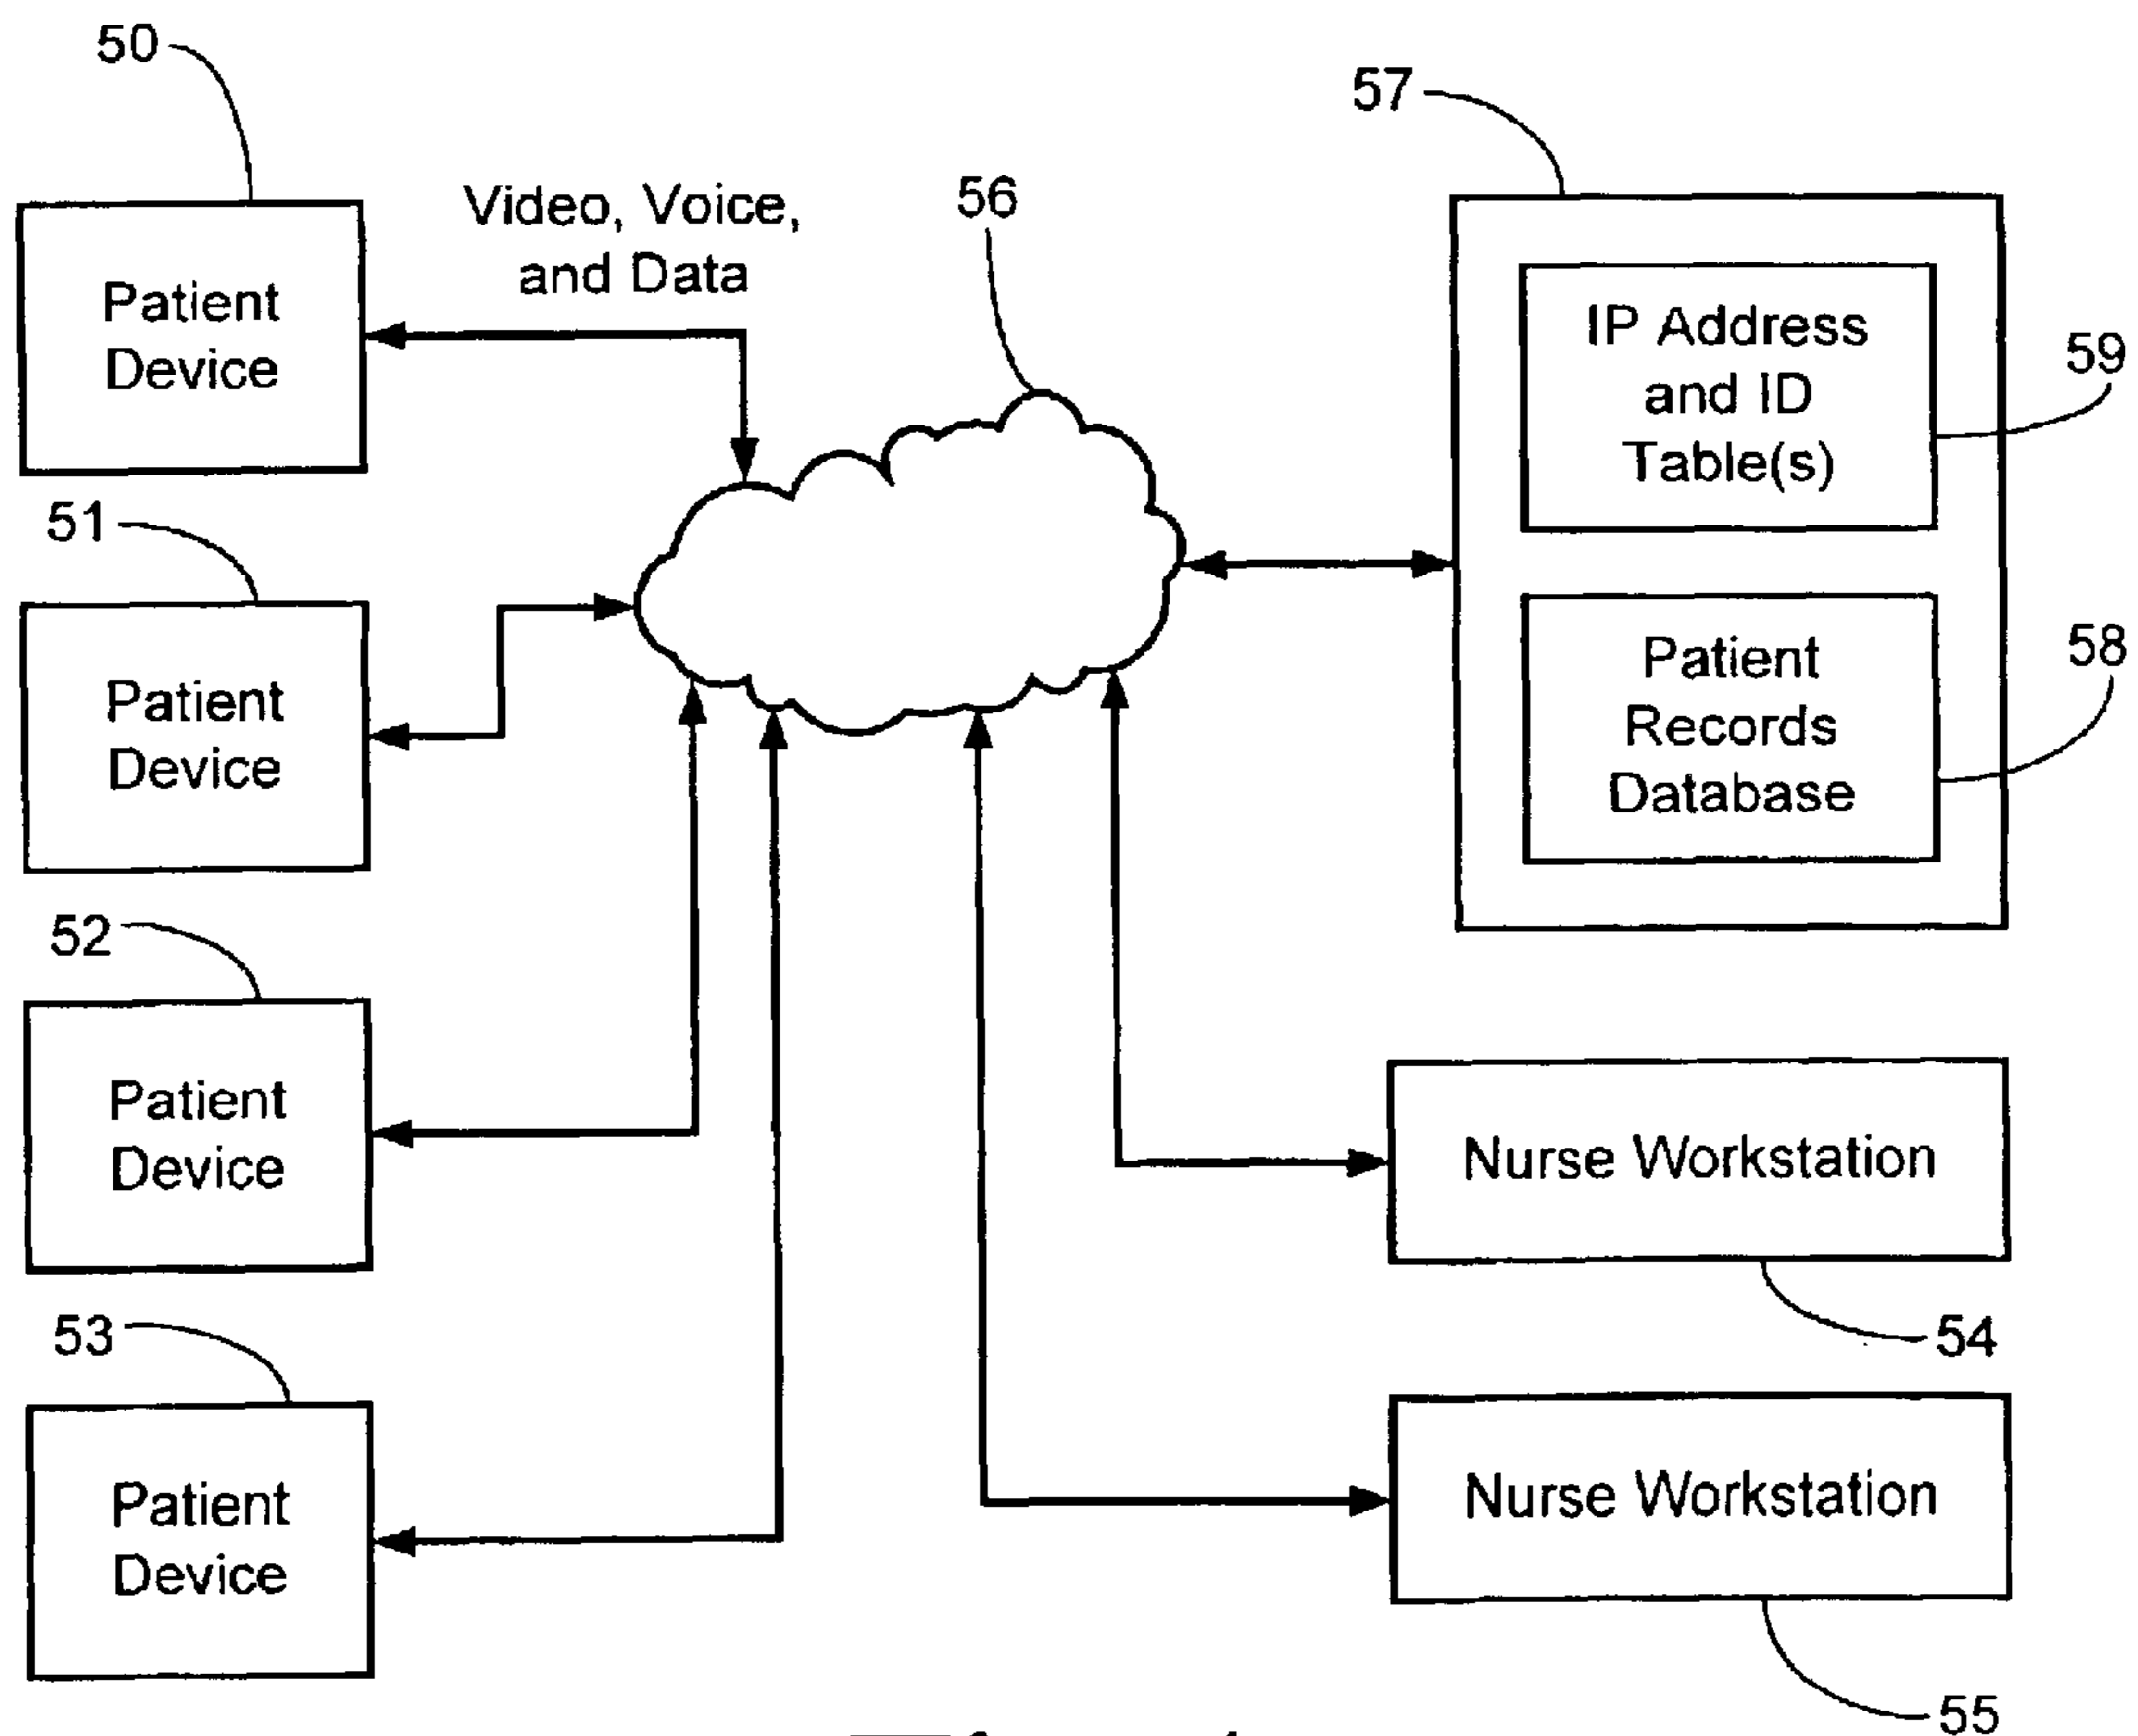 50
Patient
Device
Video, Voice,
and Data
56
57
IP Address
and ID
Table(s)
59
51
Patient
Device
Patient
Records
Database
58
52
Patient
Device
Nurse Workstation
54
53
Patient
Device
Nurse Workstation
55